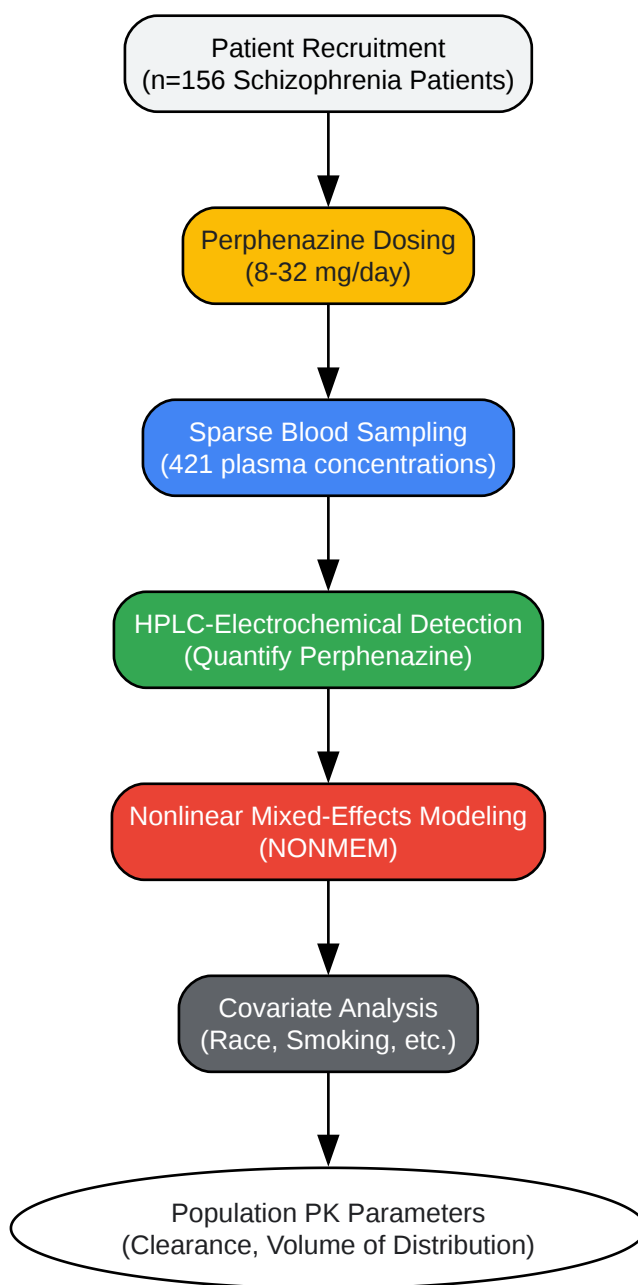 Patient Recruitment
(n=156 Schizophrenia Patients)
Perphenazine Dosing
(8-32 mg/day)
Sparse Blood Sampling
(421 plasma concentrations)
HPLC-Electrochemical Detection
(Quantify Perphenazine)
Nonlinear Mixed-Effects Modeling
(NONMEM)
Covariate Analysis
(Race, Smoking, etc.)
Population PK Parameters
(Clearance, Volume of Distribution)